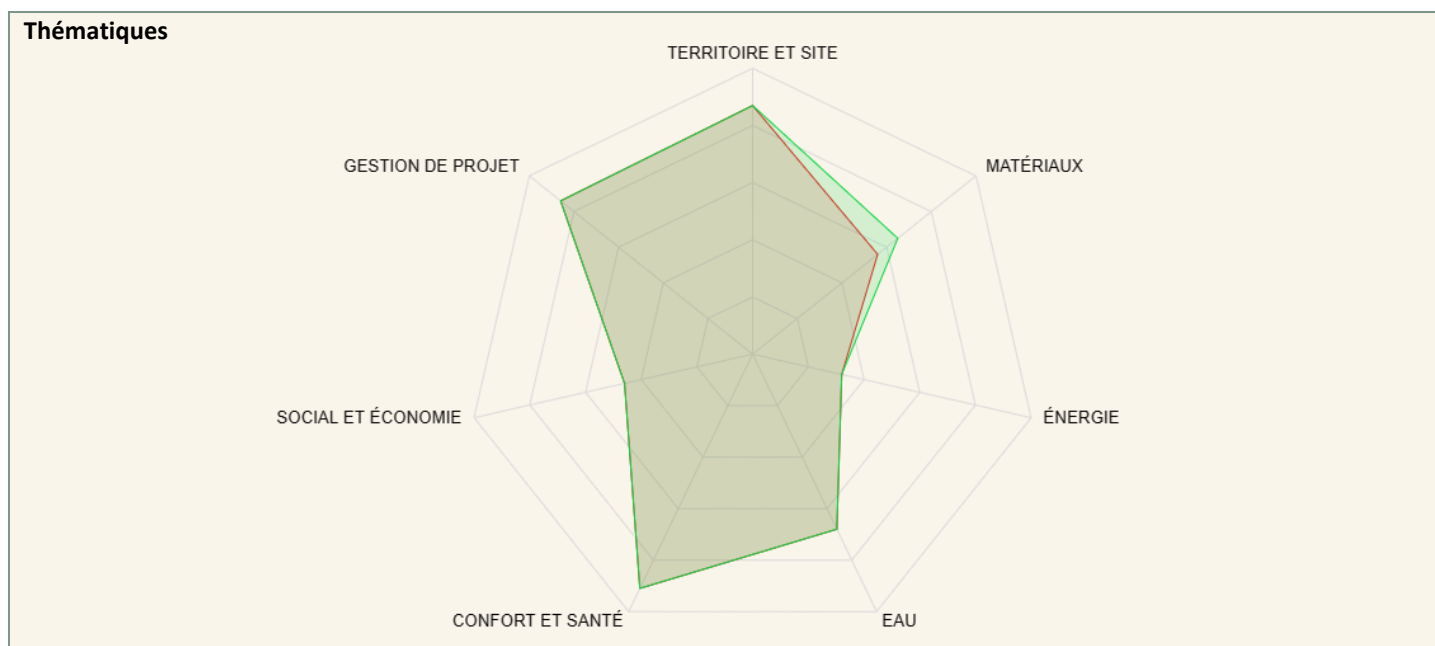 Thématiques
TERRITOIRE ET SITE
MATÉRIAUX
ÉNERGIE
EAU
CONFORT ET SANTÉ
SOCIAL ET ÉCONOMIE
GESTION DE PROJET